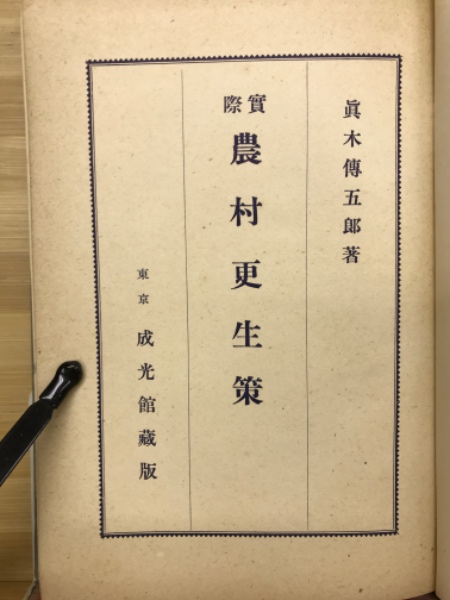 眞木傳五郎著
實際
農村更生策
東京 成光館藏版